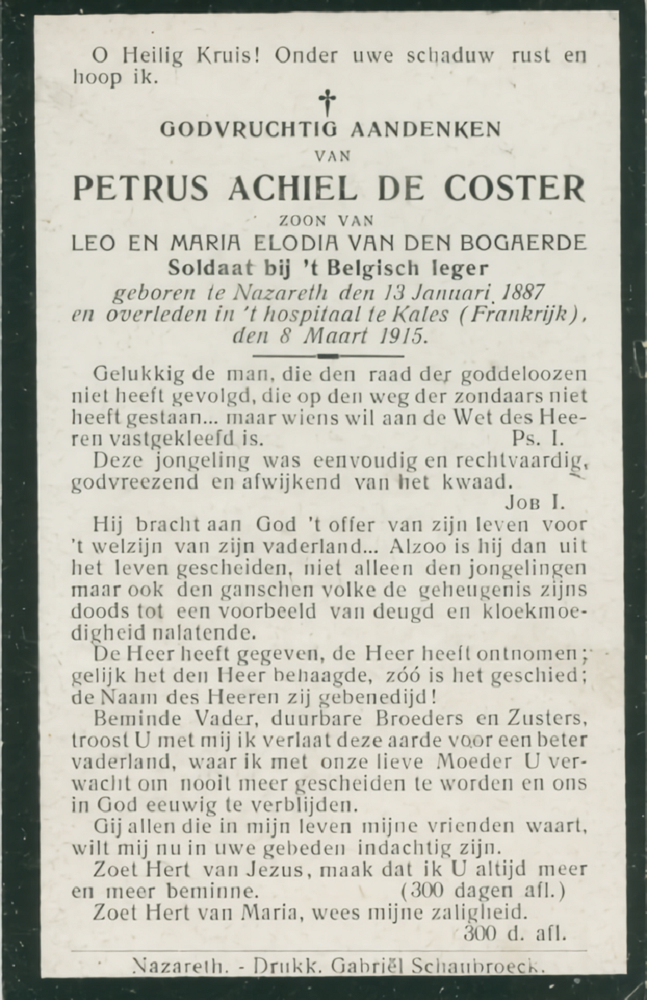 O Heilig Kruis! Onder uwe schaduw rust en
hoop ik.
†
GODVRUCHTIG AANDENKEN
VAN
PETRUS ACHIEL DE COSTER
ZOON VAN
LEO EN MARIA ELODIA VAN DEN BOGAERDE
Soldaat bij 't Belgisch leger
geboren te Nazareth den 13 Januari 1887
en overleden in 't hospitaal te Kales (Frankrijk),
den 8 Maart 1915.
Gelukkig de man, die den raad der goddeloozen
niet heeft gevolgd, die op den weg der zondaars niet
heeft gestaan... maar wiens wil aan de Wet des Hee-
ren vastgekleefd is. Ps. I.
Deze jongeling was eenvoudig en rechtvaardig,
godvreezend en afwijkend van het kwaad.
JOB I.
Hij bracht aan God 't offer van zijn leven voor
't welzijn van zijn vaderland... Alzoo is hij dan uit
het leven gescheiden, niet alleen den jongelingen
maar ook den ganschen volke de geheugenis zijns
doods tot een voorbeeld van deugd en kloekmoe-
digheid nalatende.
De Heer heeft gegeven, de Heer heeft ontnomen;
gelijk het den Heer behaagde, zóó is het geschied;
de Naam des Heeren zij gebenedijd!
Beminde Vader, duurbare Broeders en Zusters,
troost U met mij ik verlaat deze aarde voor een beter
vaderland, waar ik met onze lieve Moeder U ver-
wacht om nooit meer gescheiden te worden en ons
in God eeuwig te verblijden.
Gij allen die in mijn leven mijne vrienden waart,
wilt mij nu in uwe gebeden indachtig zijn.
Zoet Hert van Jezus, maak dat ik U altijd meer
en meer beminne. (300 dagen afl.)
Zoet Hert van Maria, wees mijne zaligheid.
300 d. afl.
Nazareth. - Drukk. Gabriël Schaubroeck.